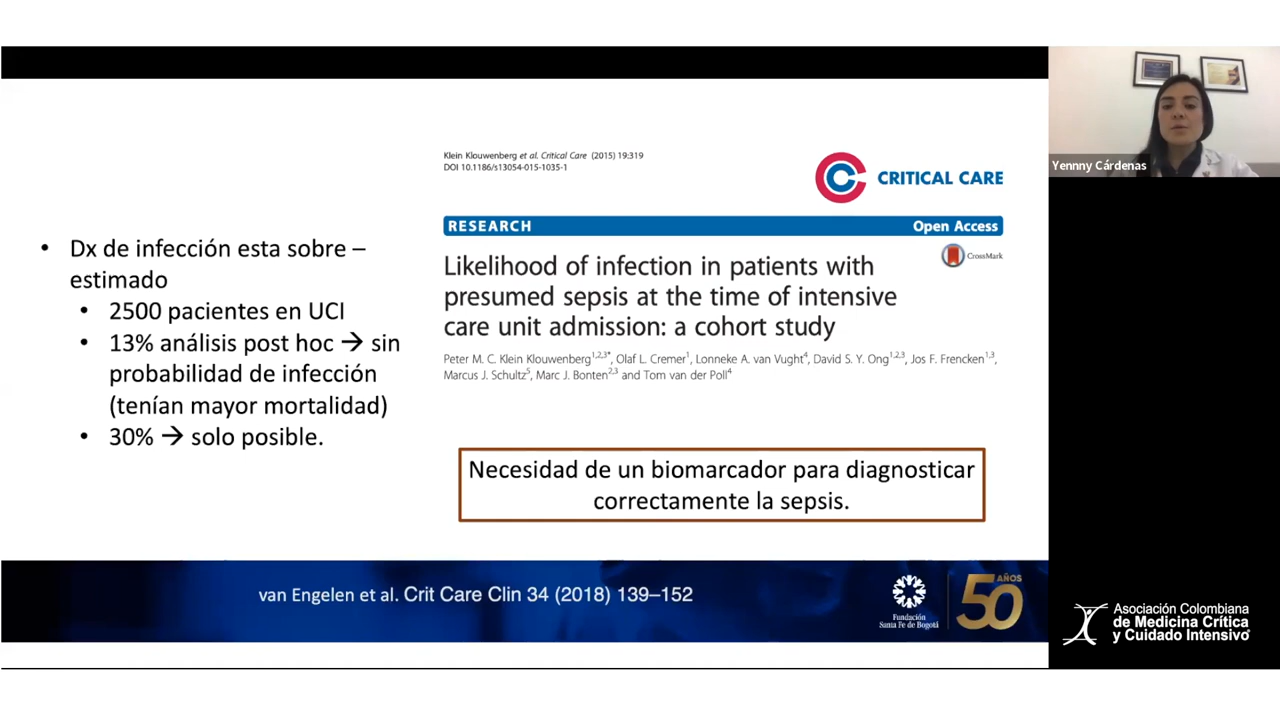 Klein Klouwenberg et al. Critical Care (2015) 19:319
DOI 10.1186/s13054-015-1035-1
CRITICAL CARE
RESEARCH
Open Access
CrossMark
Likelihood of infection in patients with
presumed sepsis at the time of intensive
care unit admission: a cohort study
Peter M. C. Klein Klouwenberg1,2,3*, Olaf L. Cremer1, Lonneke A. van Vught4, David S. Y. Ong1,2,3, Jos F. Frencken1,3,
Marcus J. Schultz5, Marc J. Bonten2,3 and Tom van der Poll4
• Dx de infección esta sobre –
estimado
• 2500 pacientes en UCI
• 13% análisis post hoc → sin
probabilidad de infección
(tenían mayor mortalidad)
• 30% → solo posible.
Necesidad de un biomarcador para diagnosticar
correctamente la sepsis.
van Engelen et al. Crit Care Clin 34 (2018) 139–152
Fundación
Santa Fe de Bogotá
50 AÑOS
Yennny Cárdenas
Asociación Colombiana
de Medicina Crítica
y Cuidado Intensivo